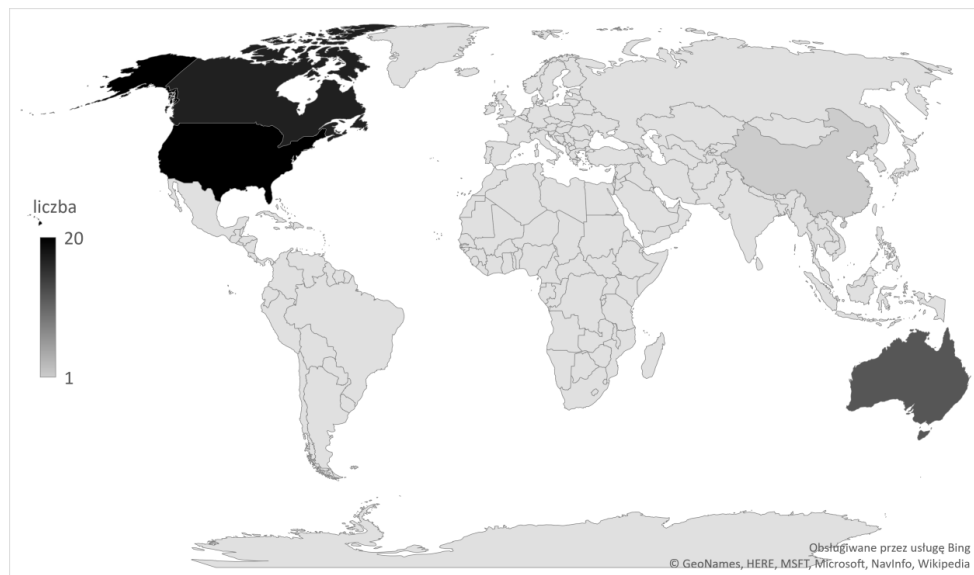 liczba
20
1
Obsługiwane przez usługę Bing
© GeoNames, HERE, MSFT, Microsoft, NavInfo, Wikipedia